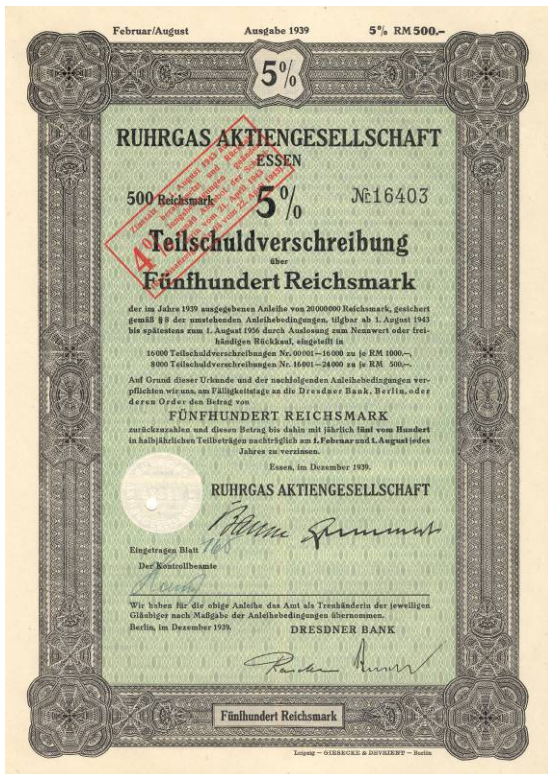 Februar/August Ausgabe 1939 5% RM 500.–
5%
RUHRGAS AKTIENGESELLSCHAFT
ESSEN
500 Reichsmark 5% № 16403
Teilschuldverschreibung
über
Fünfhundert Reichsmark
der im Jahre 1939 ausgegebenen Anleihe von 20000000 Reichsmark, gesichert
gemäß § 8 der umstehenden Anleihebedingungen, tilgbar ab 1. August 1943
bis spätestens zum 1. August 1956 durch Auslosung zum Nennwert oder frei-
händigen Rückkauf, eingeteilt in
16000 Teilschuldverschreibungen Nr. 00001–16000 zu je RM 1000.–,
8000 Teilschuldverschreibungen Nr. 16001–24000 zu je RM 500.–.
Auf Grund dieser Urkunde und der nachfolgenden Anleihebedingungen ver-
pflichten wir uns, am Fälligkeitstage an die Dresdner Bank, Berlin, oder
deren Order den Betrag von
FÜNFHUNDERT REICHSMARK
zurückzuzahlen und diesen Betrag bis dahin mit jährlich fünf vom Hundert
in halbjährlichen Teilbeträgen nachträglich am 1. Februar und 1. August jedes
Jahres zu verzinsen.
Essen, im Dezember 1939.
RUHRGAS AKTIENGESELLSCHAFT
Eingetragen Blatt 160
Der Kontrollbeamte
Wir haben für die obige Anleihe das Amt als Treuhänderin der jeweiligen
Gläubiger nach Maßgabe der Anleihebedingungen übernommen.
Berlin, im Dezember 1939. DRESDNER BANK
Fünfhundert Reichsmark
Leipzig – GIESECKE & DEVRIENT – Berlin
4%
August 1943